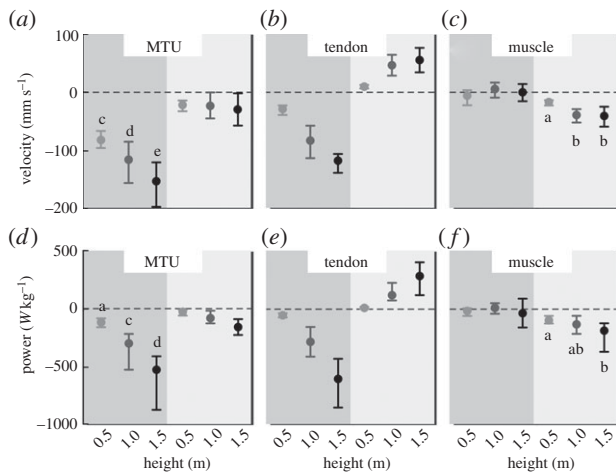 (a) (b) (c)
MTU tendon muscle
100
0
−100
−200
velocity (mm s−1)
c d e
a b b
(d) (e) (f)
MTU tendon muscle
500
0
−500
−1000
power (W kg−1)
a c d
a ab b
0.5 1.0 1.5 0.5 1.0 1.5 0.5 1.0 1.5 0.5 1.0 1.5 0.5 1.0 1.5 0.5 1.0 1.5
height (m) height (m) height (m)